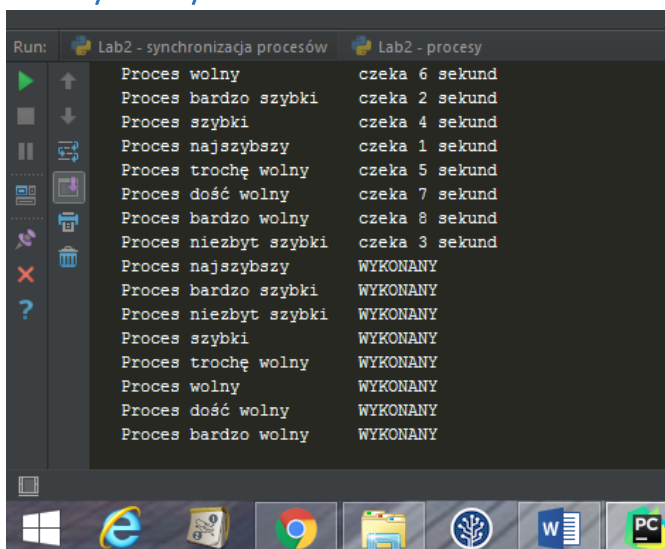 Run: Lab2 - synchronizacja procesów Lab2 - procesy
Proces wolny czeka 6 sekund
Proces bardzo szybki czeka 2 sekund
Proces szybki czeka 4 sekund
Proces najszybszy czeka 1 sekund
Proces trochę wolny czeka 5 sekund
Proces dość wolny czeka 7 sekund
Proces bardzo wolny czeka 8 sekund
Proces niezbyt szybki czeka 3 sekund
Proces najszybszy WYKONANY
Proces bardzo szybki WYKONANY
Proces niezbyt szybki WYKONANY
Proces szybki WYKONANY
Proces trochę wolny WYKONANY
Proces wolny WYKONANY
Proces dość wolny WYKONANY
Proces bardzo wolny WYKONANY
W PC